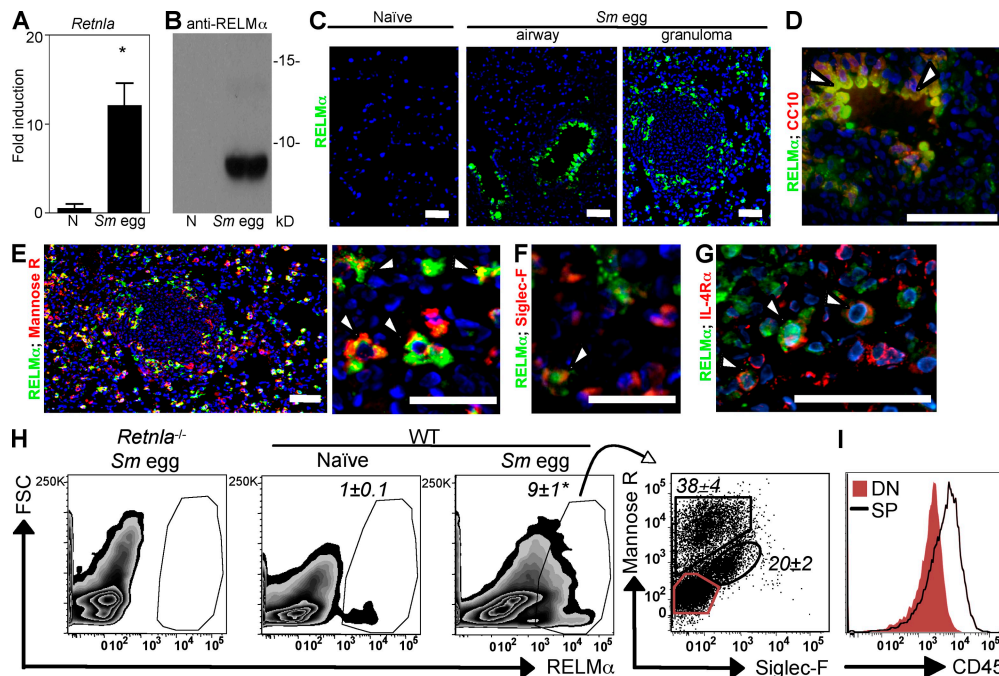 A
Retnla
20
10
0
Fold induction
*
N
Sm egg
B
anti-RELMα
15-
10-
N
Sm egg
kD
C
Naïve
Sm egg
airway
granuloma
RELMα
D
RELMα; CC10
E
RELMα; Mannose R
F
RELMα; Siglec-F
G
RELMα; IL-4Rα
H
Retnla-/-
Sm egg
WT
Naïve
Sm egg
FSC
250K
0
250K
1±0.1
0
250K
9±1*
0
0 10² 10³ 10⁴ 10⁵
0 10² 10³ 10⁴ 10⁵
0 10² 10³ 10⁴ 10⁵
RELMα
Mannose R
10⁵
10⁴
10³
10²
0
38±4
20±2
0 10² 10³ 10⁴ 10⁵
Siglec-F
I
DN
SP
0 10² 10³ 10⁴ 10⁵
CD45